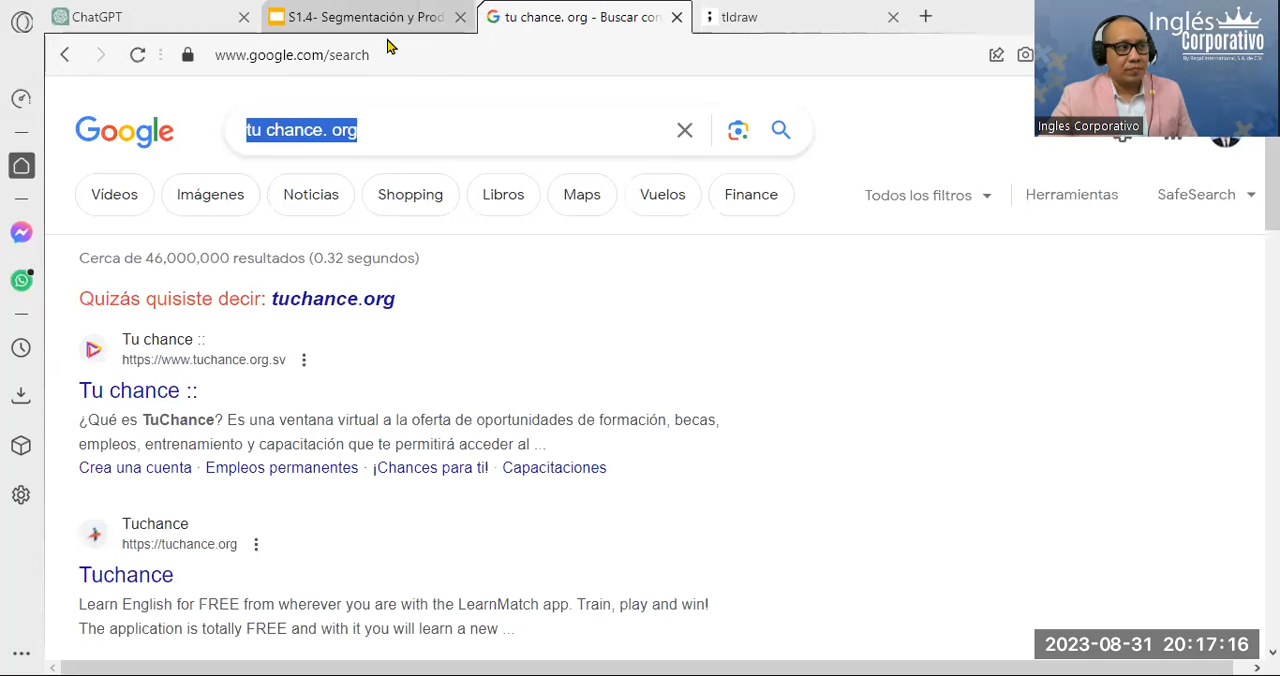 ChatGPT
S1.4- Segmentación y Prod
tu chance. org - Buscar con
tldraw
www.google.com/search
Inglés
Corporativo
By Regal International, S.A. de C.V.
Ingles Corporativo
Google
tu chance. org
Vídeos
Imágenes
Noticias
Shopping
Libros
Maps
Vuelos
Finance
Todos los filtros
Herramientas
SafeSearch
Cerca de 46,000,000 resultados (0.32 segundos)
Quizás quisiste decir: tuchance.org
Tu chance ::
https://www.tuchance.org.sv
Tu chance ::
¿Qué es TuChance? Es una ventana virtual a la oferta de oportunidades de formación, becas,
empleos, entrenamiento y capacitación que te permitirá acceder al ...
Crea una cuenta · Empleos permanentes · ¡Chances para ti! · Capacitaciones
Tuchance
https://tuchance.org
Tuchance
Learn English for FREE from wherever you are with the LearnMatch app. Train, play and win!
The application is totally FREE and with it you will learn a new ...
2023-08-31 20:17:16